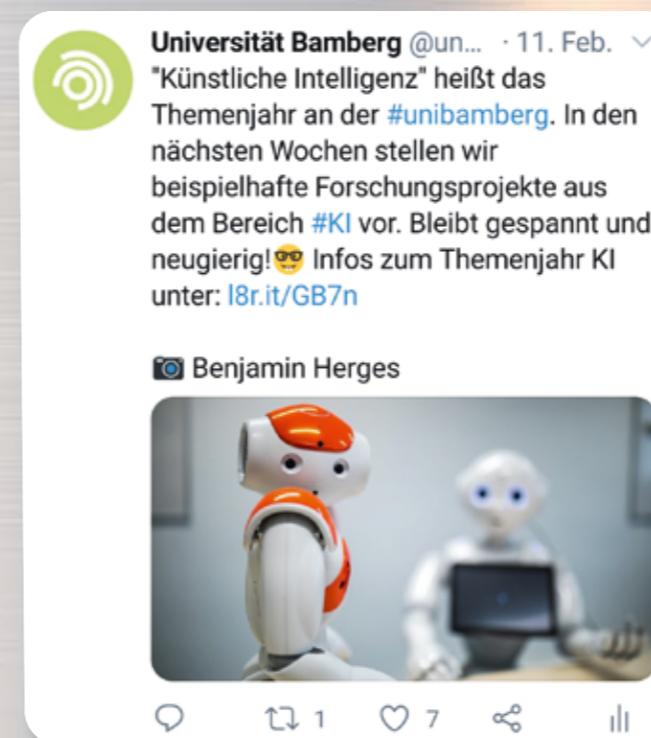 Universität Bamberg @un... · 11. Feb.
"Künstliche Intelligenz" heißt das
Themenjahr an der #unibamberg. In den
nächsten Wochen stellen wir
beispielhafte Forschungsprojekte aus
dem Bereich #KI vor. Bleibt gespannt und
neugierig!🤓 Infos zum Themenjahr KI
unter: l8r.it/GB7n
📷 Benjamin Herges
1 7